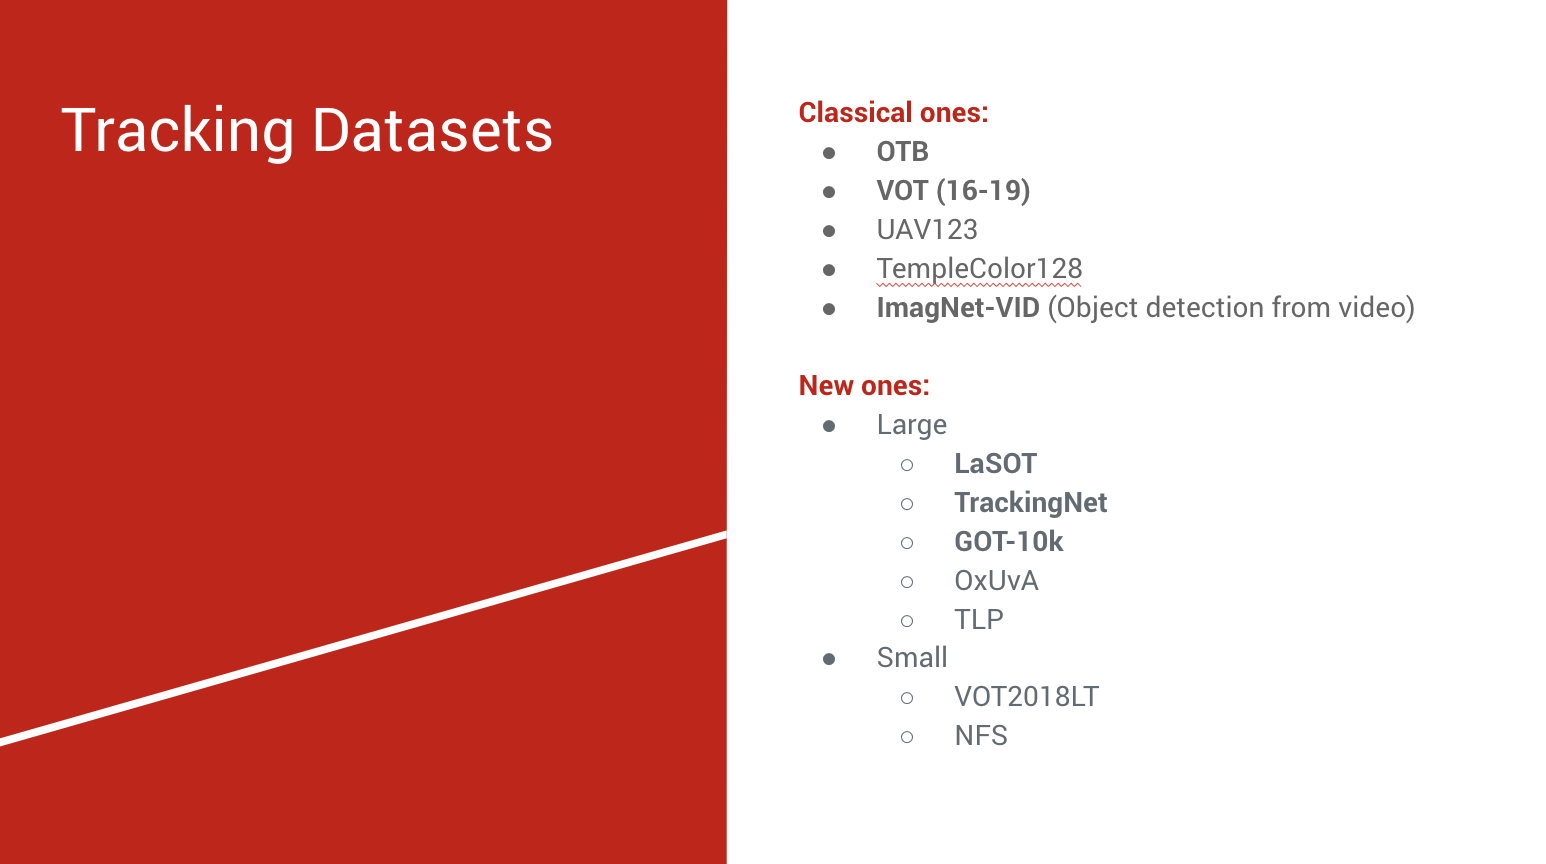 Tracking Datasets
Classical ones:
● OTB
● VOT (16-19)
● UAV123
● TempleColor128
● ImagNet-VID (Object detection from video)
New ones:
● Large
○ LaSOT
○ TrackingNet
○ GOT-10k
○ OxUvA
○ TLP
● Small
○ VOT2018LT
○ NFS